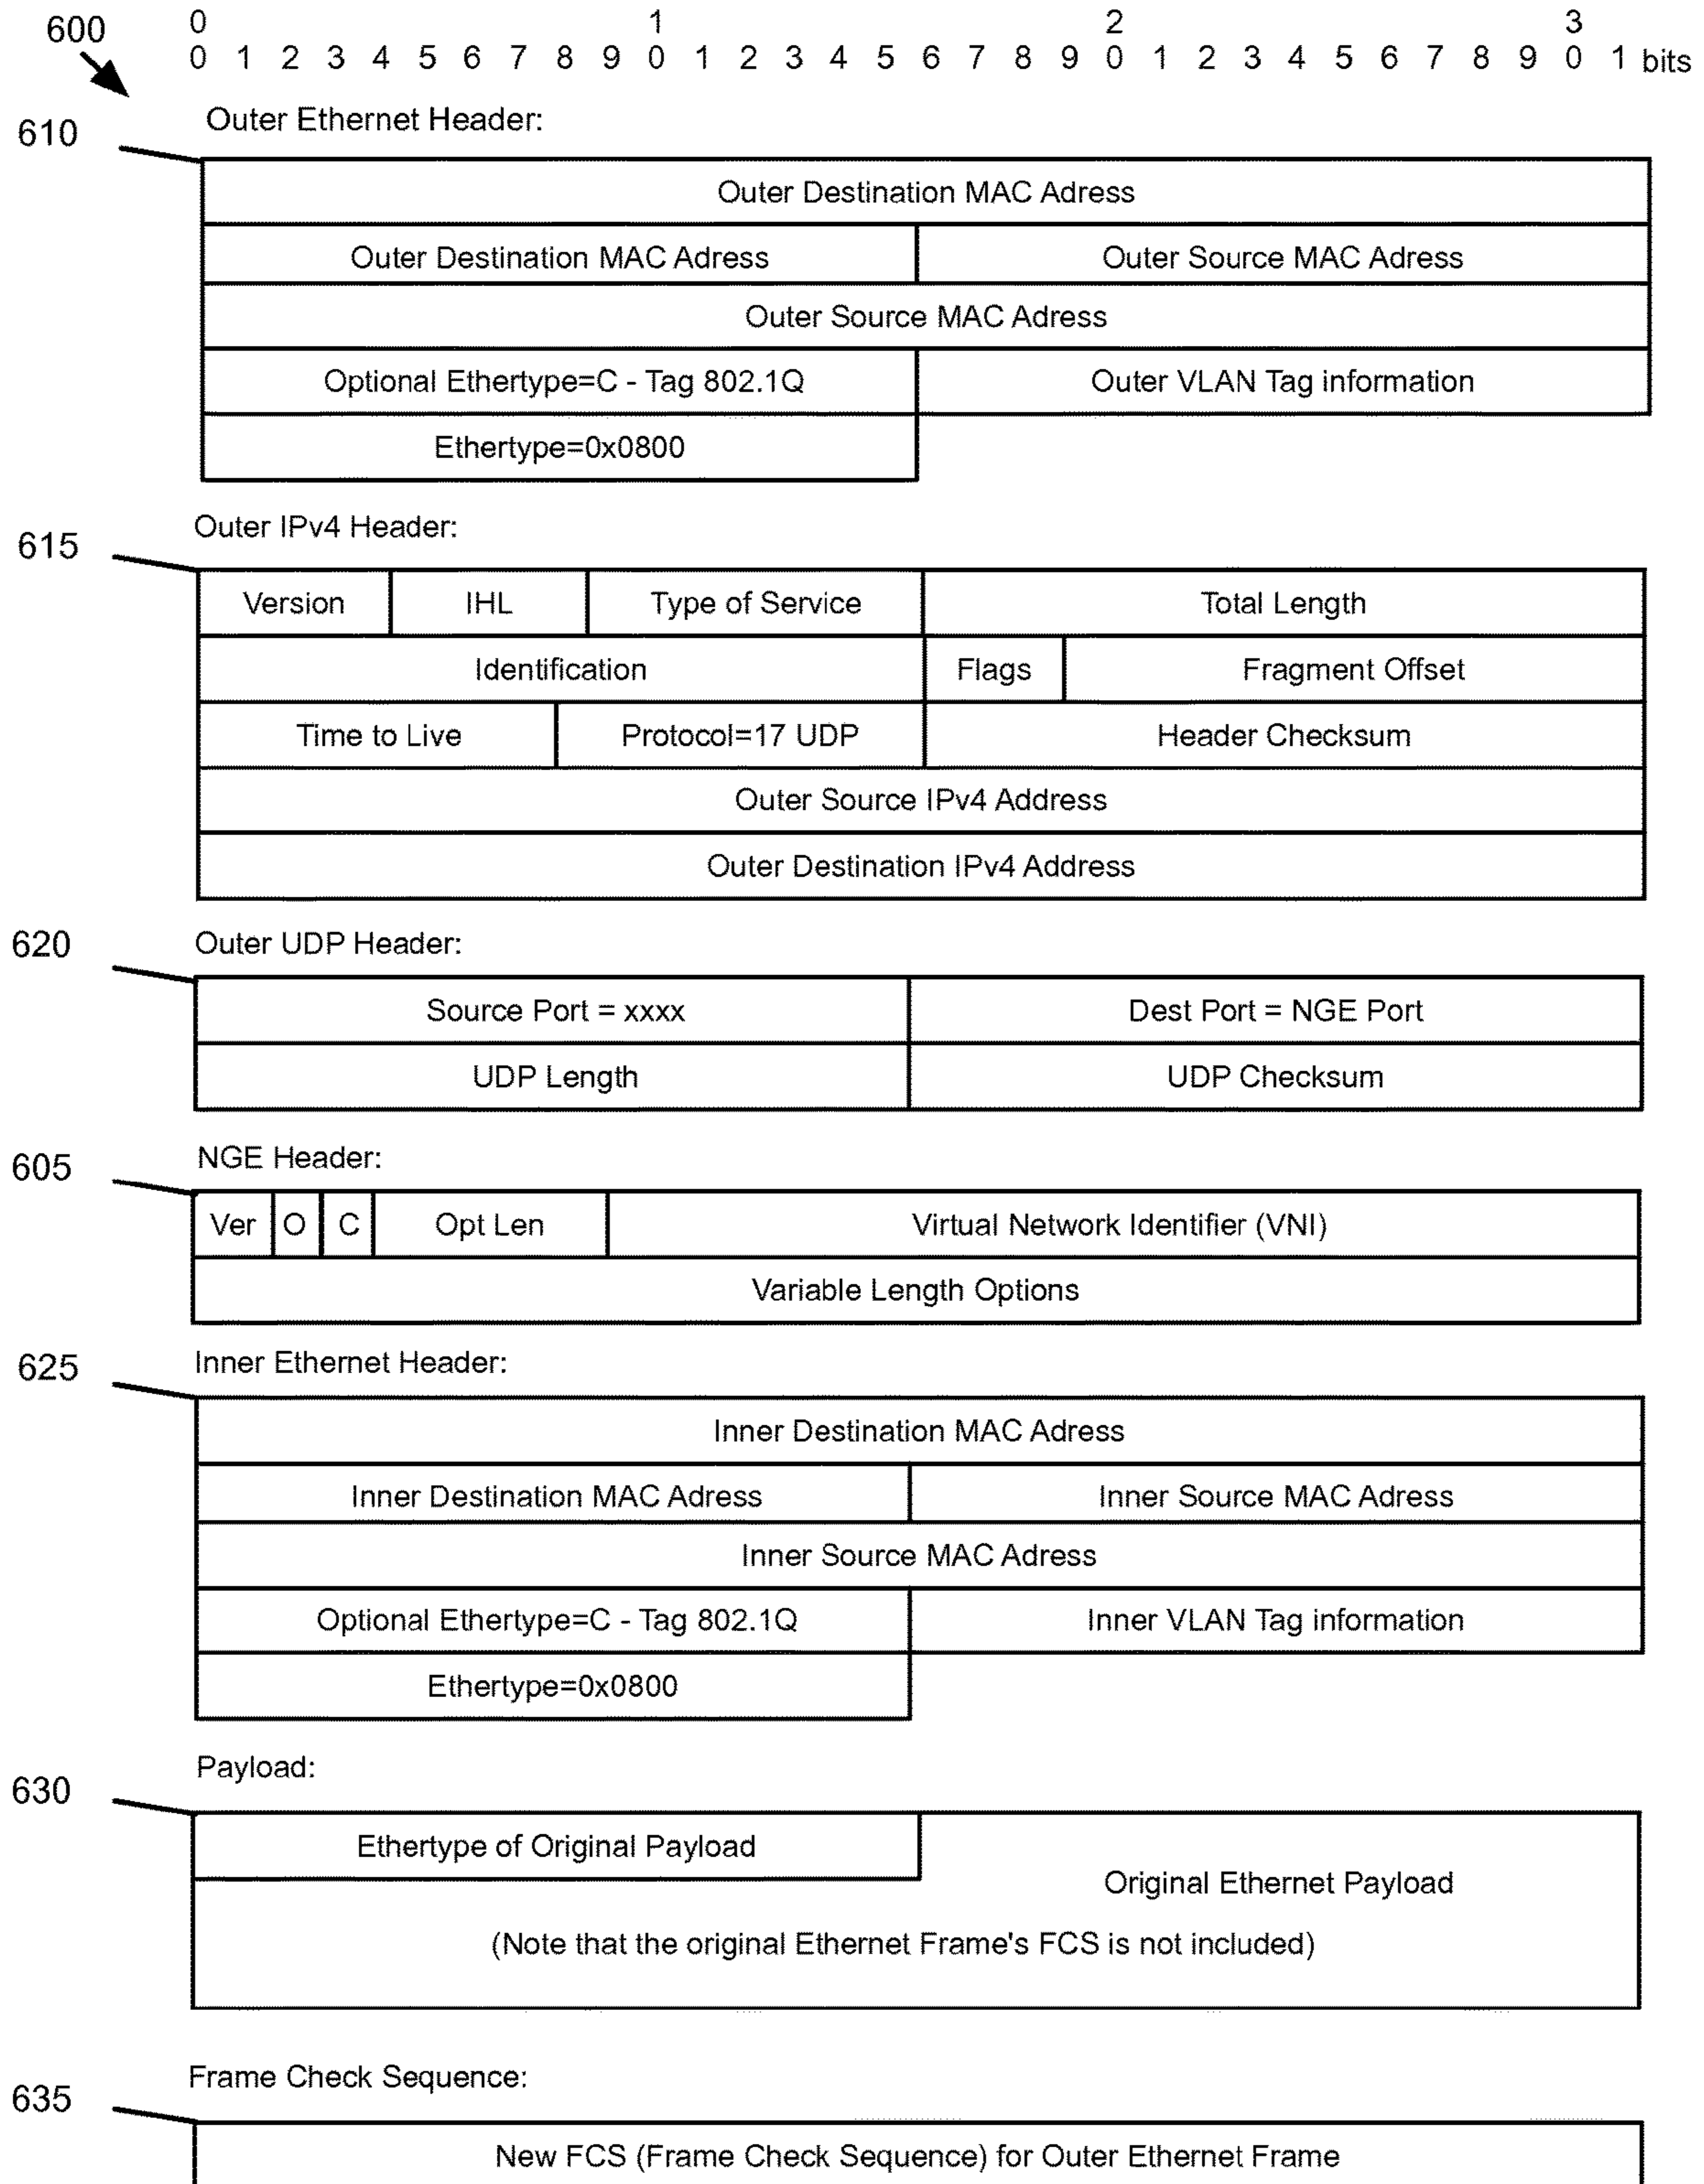 600
0 1 2 3
0 1 2 3 4 5 6 7 8 9 0 1 2 3 4 5 6 7 8 9 0 1 2 3 4 5 6 7 8 9 0 1 bits
Outer Ethernet Header:
610
Outer Destination MAC Adress
Outer Destination MAC Adress Outer Source MAC Adress
Outer Source MAC Adress
Optional Ethertype=C - Tag 802.1Q Outer VLAN Tag information
Ethertype=0x0800
Outer IPv4 Header:
615
Version IHL Type of Service Total Length
Identification Flags Fragment Offset
Time to Live Protocol=17 UDP Header Checksum
Outer Source IPv4 Address
Outer Destination IPv4 Address
620 Outer UDP Header:
Source Port = xxxx Dest Port = NGE Port
UDP Length UDP Checksum
605 NGE Header:
Ver O C Opt Len Virtual Network Identifier (VNI)
Variable Length Options
625 Inner Ethernet Header:
Inner Destination MAC Adress
Inner Destination MAC Adress Inner Source MAC Adress
Inner Source MAC Adress
Optional Ethertype=C - Tag 802.1Q Inner VLAN Tag information
Ethertype=0x0800
Payload:
630
Ethertype of Original Payload
Original Ethernet Payload
(Note that the original Ethernet Frame's FCS is not included)
Frame Check Sequence:
635
New FCS (Frame Check Sequence) for Outer Ethernet Frame